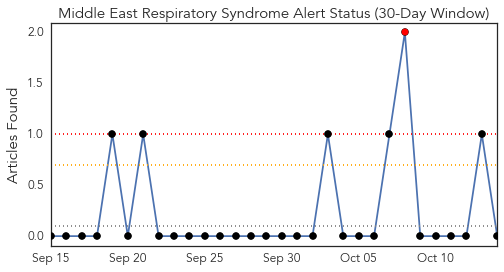 Middle East Respiratory Syndrome Alert Status (30-Day Window)
Articles Found
2.0
1.5
1.0
0.5
0.0
Sep 15 Sep 20 Sep 25 Sep 30 Oct 05 Oct 10